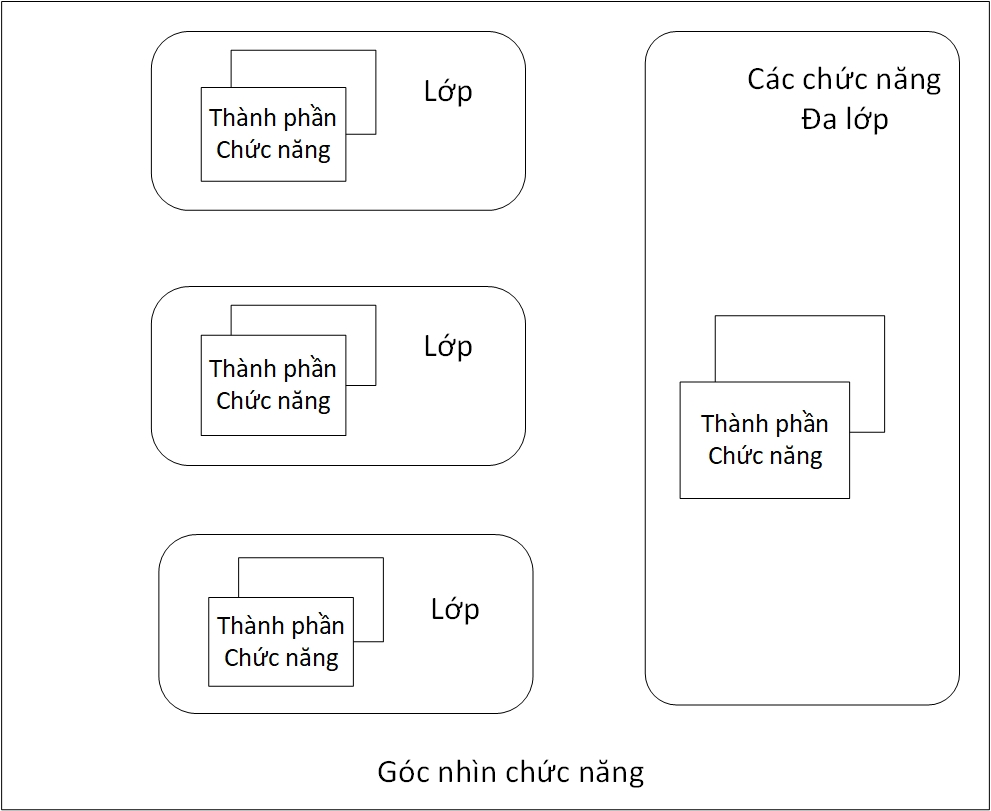 Lớp
Thành phần
Chức năng
Lớp
Thành phần
Chức năng
Lớp
Thành phần
Chức năng
Các chức năng
Đa lớp
Thành phần
Chức năng
Góc nhìn chức năng